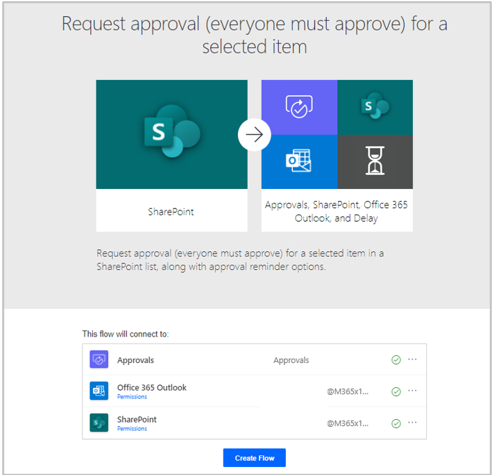 Request approval (everyone must approve) for a
selected item
S
SharePoint
Approvals, SharePoint, Office 365
Outlook, and Delay
Request approval (everyone must approve) for a selected item in a
SharePoint list, along with approval reminder options.
This flow will connect to:
Approvals Approvals
Office 365 Outlook @M365x1...
Permissions
SharePoint @M365x1...
Permissions
Create Flow